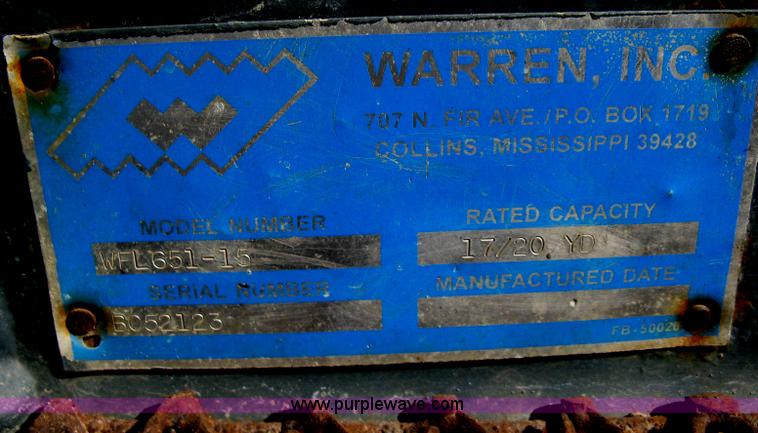 WARREN, INC.
707 N. FIR AVE./P.O. BOK 1719
COLLINS, MISSISSIPPI 39428
MODEL NUMBER
WFL651-15
RATED CAPACITY
17/20 YD
SERIAL NUMBER
BC52123
MANUFACTURED DATE
FB-50020
www.purplewave.com